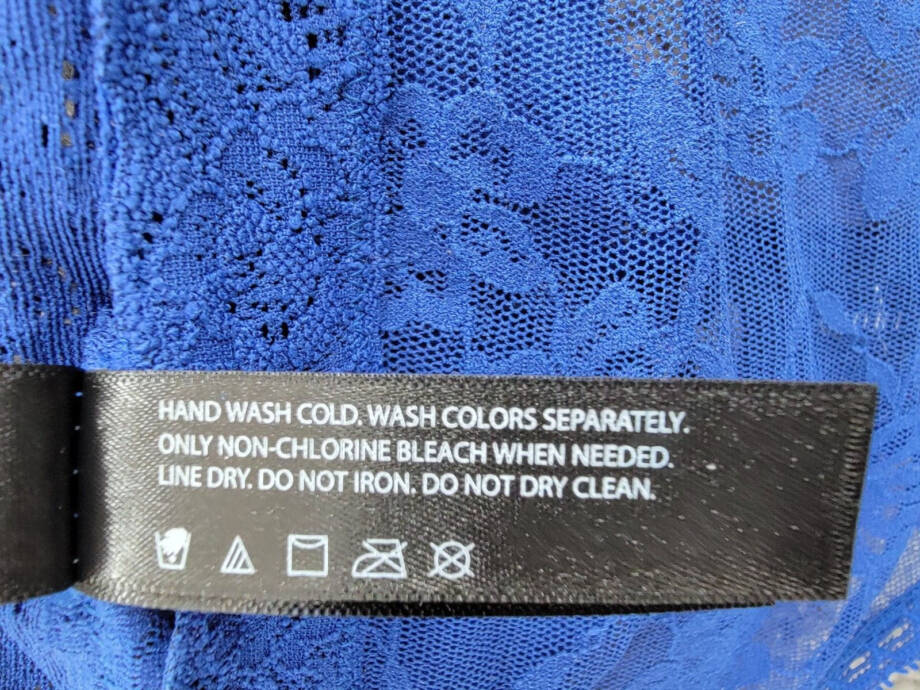 HAND WASH COLD. WASH COLORS SEPARATELY.
ONLY NON-CHLORINE BLEACH WHEN NEEDED.
LINE DRY. DO NOT IRON. DO NOT DRY CLEAN.